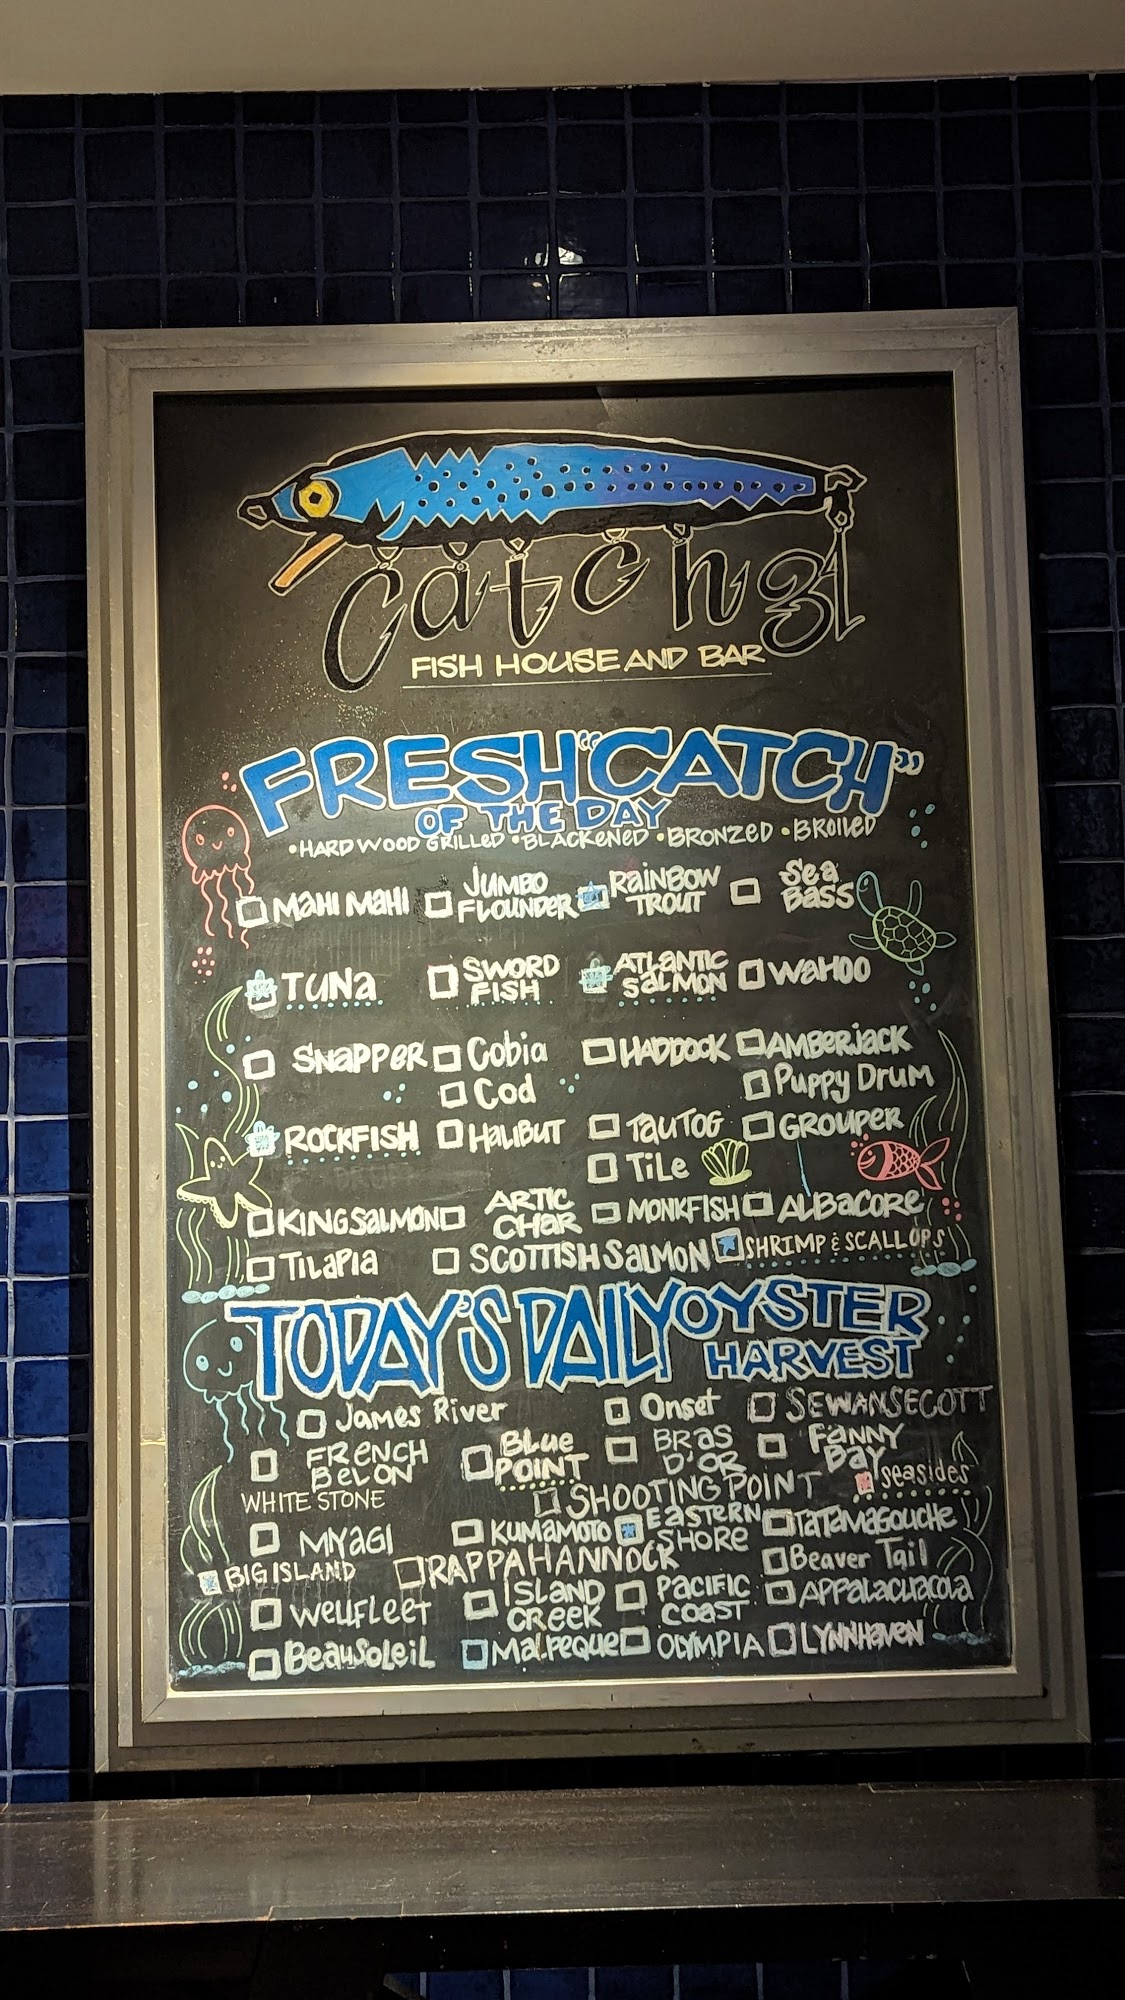 catch 31
FISH HOUSE AND BAR
FRESH "CATCH"
OF THE DAY
•HARDWOOD GRILLED •BLACKENED •BRONZED •BROILED
MAHI MAHI JUMBO FLOUNDER RAINBOW TROUT Sea BASS
TUNA SWORD FISH ATLANTIC SALMON WAHOO
SNAPPER Cobia HADDOCK AMBERJACK
Cod Puppy Drum
ROCKFISH HALIBUT TAUTOG GROUPER
TiLe
KING SALMON ARTIC CHAR MONKFISH ALBACORE
TILAPIA SCOTTISH SALMON SHRIMP & SCALLOPS
TODAY'S DAILY OYSTER HARVEST
James River Onset SEWANSECOTT
FRENCH BELON BLUE POINT BRAS D'OR FANNY BAY
WHITE STONE SHOOTING POINT seasides
MIYAGI KUMAMOTO EASTERN SHORE TATAMAGOUCHE
BIG ISLAND RAPPAHANNOCK Beaver Tail
WELLFLEET ISLAND CREEK PACIFIC COAST APPALACHACOLA
BeauSoleil Malpeque OLYMPIA LYNNHAVEN